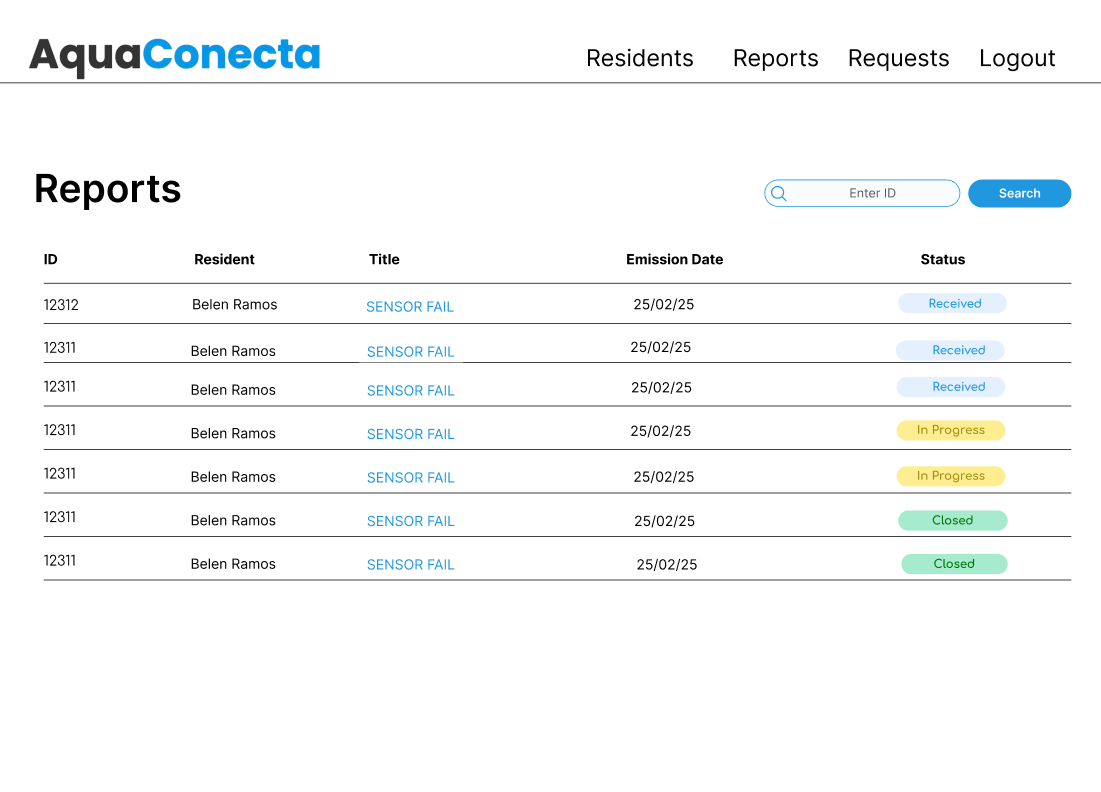 AquaConecta
Residents Reports Requests Logout
Reports
Enter ID Search
ID Resident Title Emission Date Status
12312 Belen Ramos SENSOR FAIL 25/02/25 Received
12311 Belen Ramos SENSOR FAIL 25/02/25 Received
12311 Belen Ramos SENSOR FAIL 25/02/25 Received
12311 Belen Ramos SENSOR FAIL 25/02/25 In Progress
12311 Belen Ramos SENSOR FAIL 25/02/25 In Progress
12311 Belen Ramos SENSOR FAIL 25/02/25 Closed
12311 Belen Ramos SENSOR FAIL 25/02/25 Closed